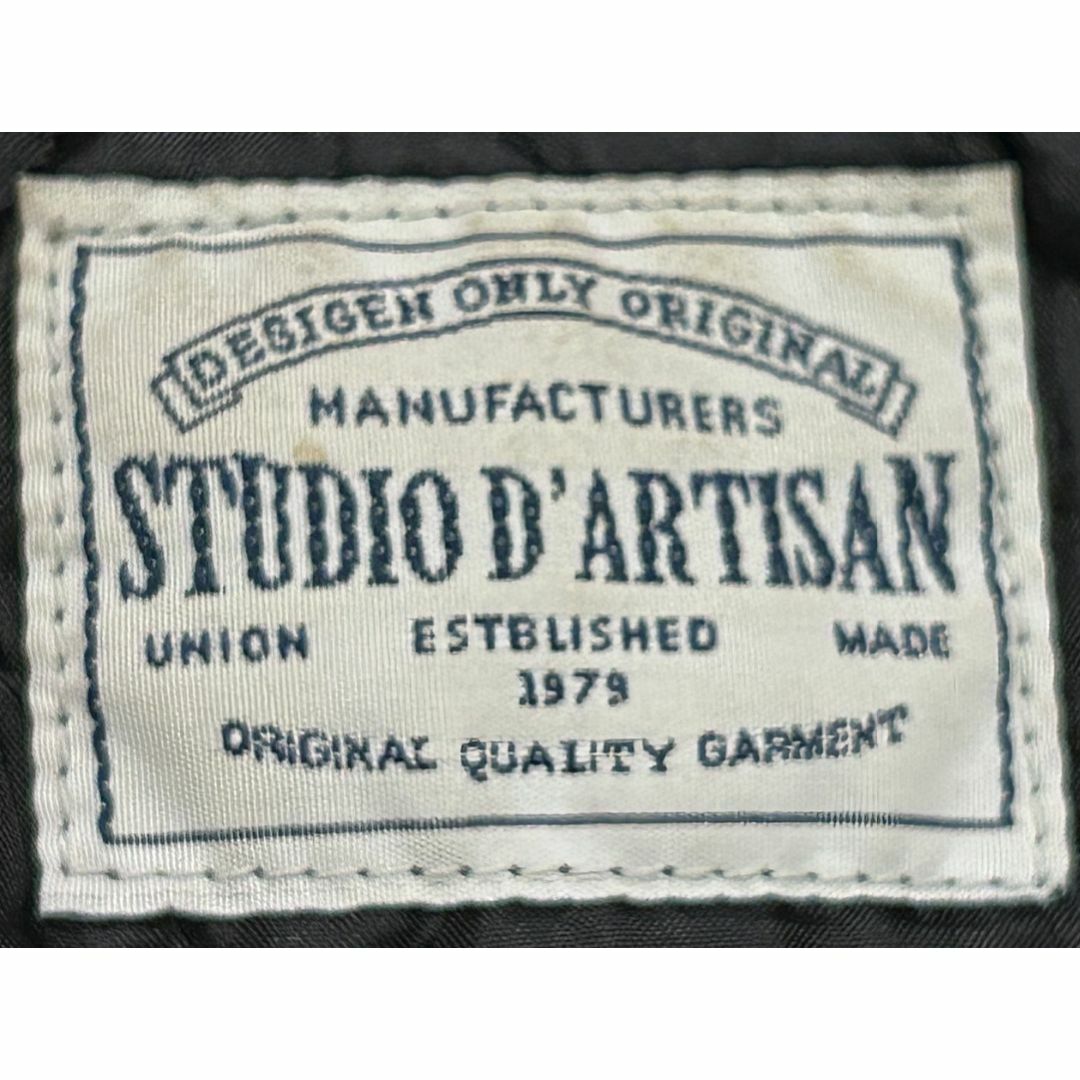 DESIGEN ONLY ORIGINAL
MANUFACTURERS
STUDIO D'ARTISAN
UNION ESTBLISHED MADE
1979
ORIGINAL QUALITY GARMENT